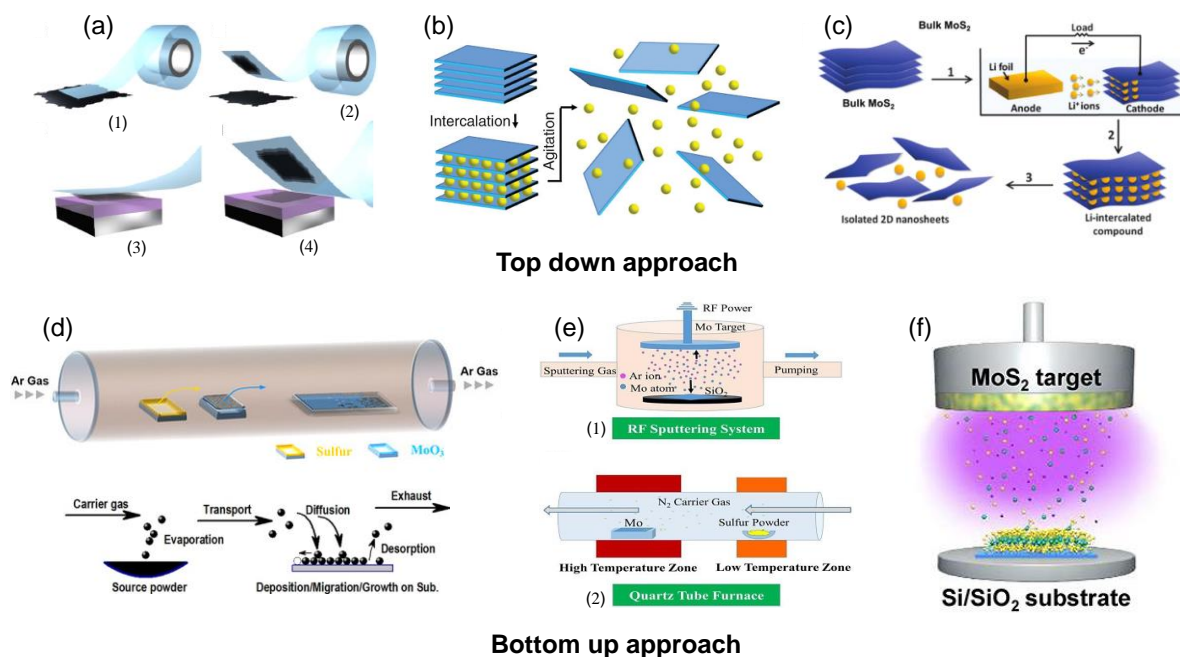 (a)
(1)
(2)
(3)
(4)
(b)
Intercalation
Agitation
(c)
Bulk MoS2
Bulk MoS2
1
Load
e-
Li foil
Anode
Li+ ions
Cathode
2
Li-intercalated
compound
3
Isolated 2D nanosheets
Top down approach
(d)
Ar Gas
Ar Gas
Sulfur
MoO3
Carrier gas
Evaporation
Source powder
Transport
Diffusion
Exhaust
Desorption
Deposition/Migration/Growth on Sub.
(e)
RF Power
Mo Target
Sputtering Gas
Pumping
Ar ion
Mo atom
SiO2
(1)
RF Sputtering System
N2 Carrier Gas
Mo
Sulfur Powder
High Temperature Zone
Low Temperature Zone
(2)
Quartz Tube Furnace
(f)
MoS2 target
Si/SiO2 substrate
Bottom up approach